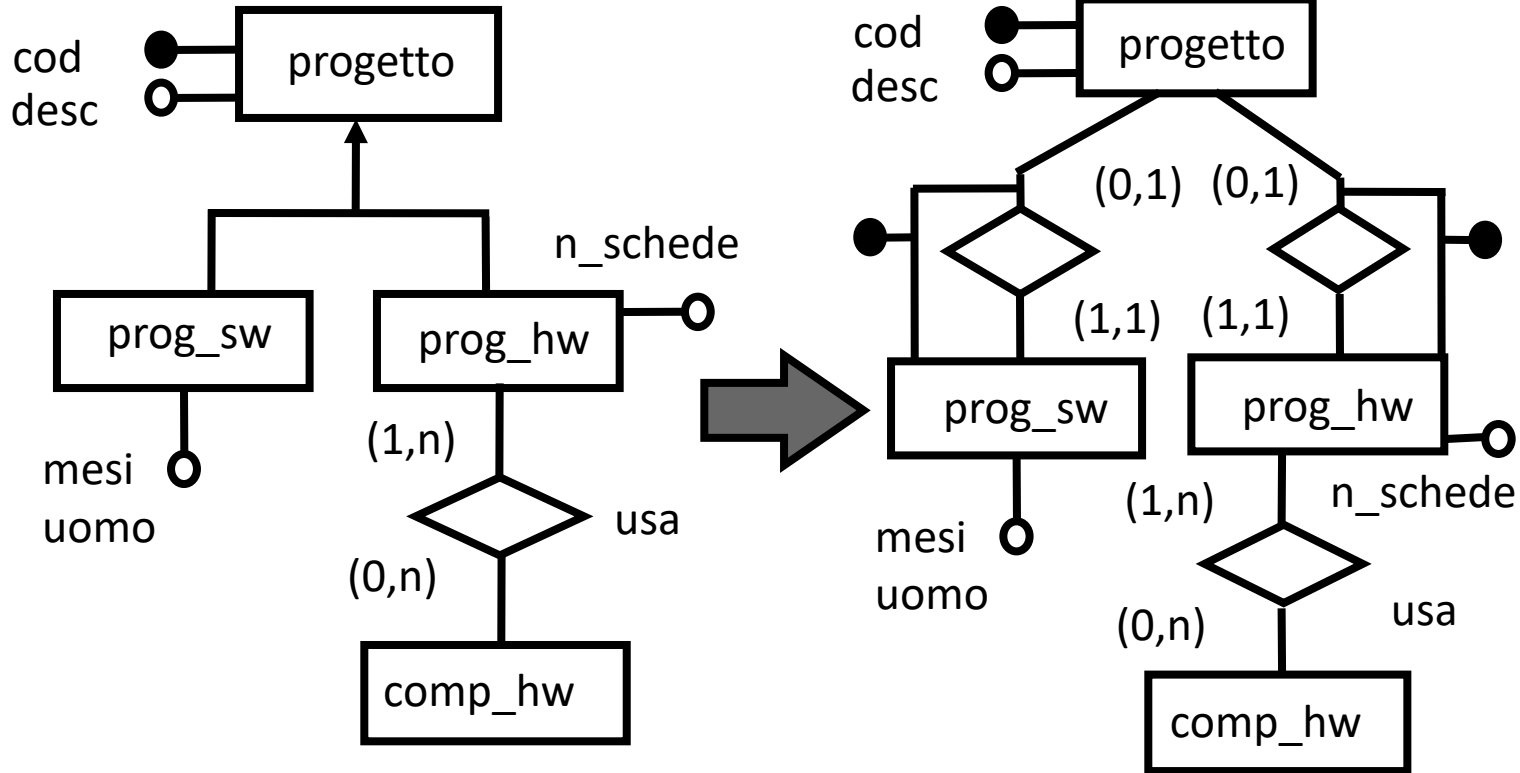 cod
desc
progetto
prog_sw
prog_hw
n_schede
mesi
uomo
(1,n)
usa
(0,n)
comp_hw
cod
desc
progetto
(0,1)
(0,1)
(1,1)
(1,1)
prog_sw
prog_hw
mesi
uomo
(1,n)
n_schede
(0,n)
usa
comp_hw